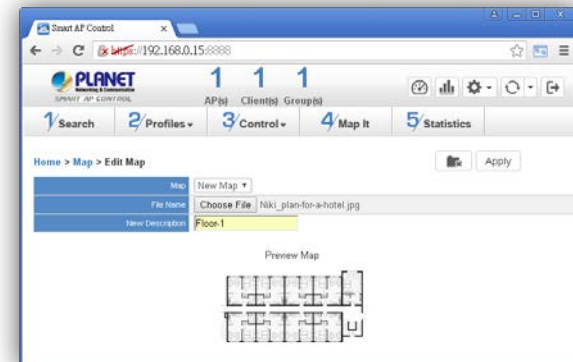 Smart AP Control
https://192.168.0.15:8888
PLANET
Networking & Communication
SMART AP CONTROL
1 1 1
AP(s) Client(s) Group(s)
1 Search 2 Profiles 3 Control 4 Map It 5 Statistics
Home > Map > Edit Map
Apply
Map New Map
File Name Choose File Niki_plan-for-a-hotel.jpg
New Description Floor-1
Preview Map